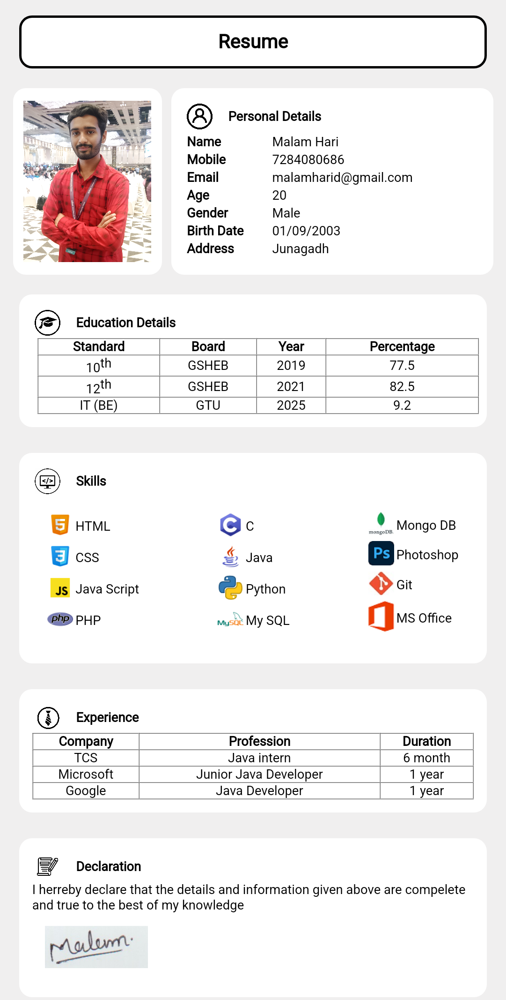 Resume
Personal Details
Name Malam Hari
Mobile 7284080686
Email malamharid@gmail.com
Age 20
Gender Male
Birth Date 01/09/2003
Address Junagadh
Education Details
Standard Board Year Percentage
10th GSHEB 2019 77.5
12th GSHEB 2021 82.5
IT (BE) GTU 2025 9.2
Skills
5 HTML C C mongoDB. Mongo DB
3 CSS Java Ps Photoshop
JS Java Script Python Git
php PHP MySQL My SQL MS Office
Experience
Company Profession Duration
TCS Java intern 6 month
Microsoft Junior Java Developer 1 year
Google Java Developer 1 year
Declaration
I herreby declare that the details and information given above are compelete
and true to the best of my knowledge
Malam.